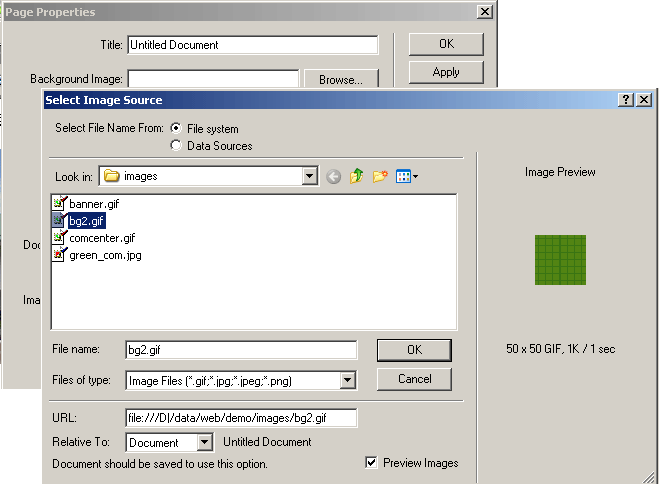 Page Properties
Title: Untitled Document
OK
Background Image:
Browse...
Apply
Select Image Source
Select File Name From: File system
Data Sources
Look in: images
Image Preview
banner.gif
bg2.gif
comcenter.gif
green_com.jpg
Doc
Ima
File name: bg2.gif
OK
50 x 50 GIF, 1K / 1 sec
Files of type: Image Files (*.gif;*.jpg;*.jpeg;*.png)
Cancel
URL: file:///D|/data/web/demo/images/bg2.gif
Relative To: Document Untitled Document
Document should be saved to use this option.
Preview Images